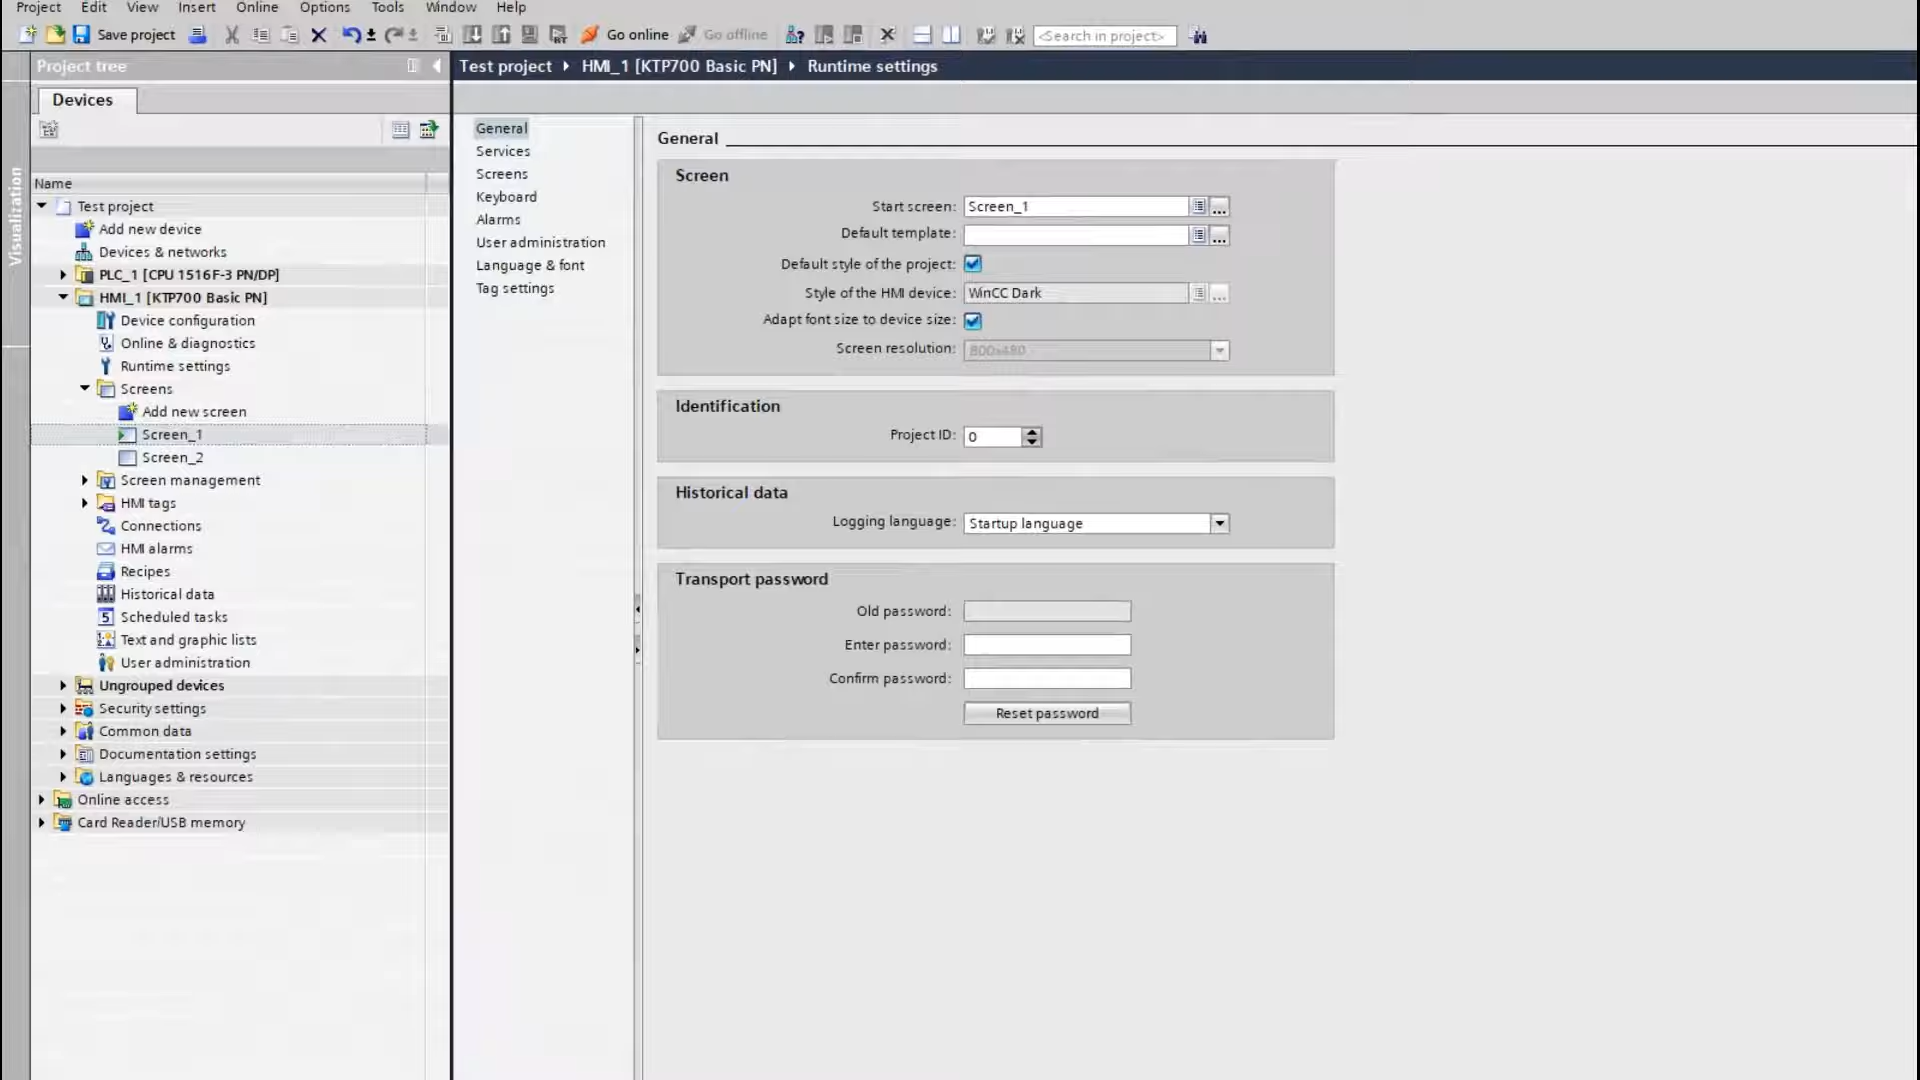 Project Edit View Insert Online Options Tools Window Help
Save project Go online Go offline <Search in project>
Project tree
Test project HMI_1 [KTP700 Basic PN] Runtime settings
Devices
Visualization
Name
Test project
Add new device
Devices & networks
PLC_1 [CPU 1516F-3 PN/DP]
HMI_1 [KTP700 Basic PN]
Device configuration
Online & diagnostics
Runtime settings
Screens
Add new screen
Screen_1
Screen_2
Screen management
HMI tags
Connections
HMI alarms
Recipes
Historical data
Scheduled tasks
Text and graphic lists
User administration
Ungrouped devices
Security settings
Common data
Documentation settings
Languages & resources
Online access
Card Reader/USB memory
General
Services
Screens
Keyboard
Alarms
User administration
Language & font
Tag settings
General
Screen
Start screen: Screen_1 ...
Default template: ...
Default style of the project:
Style of the HMI device: WinCC Dark ...
Adapt font size to device size:
Screen resolution: 800x480
Identification
Project ID: 0
Historical data
Logging language: Startup language
Transport password
Old password:
Enter password:
Confirm password:
Reset password